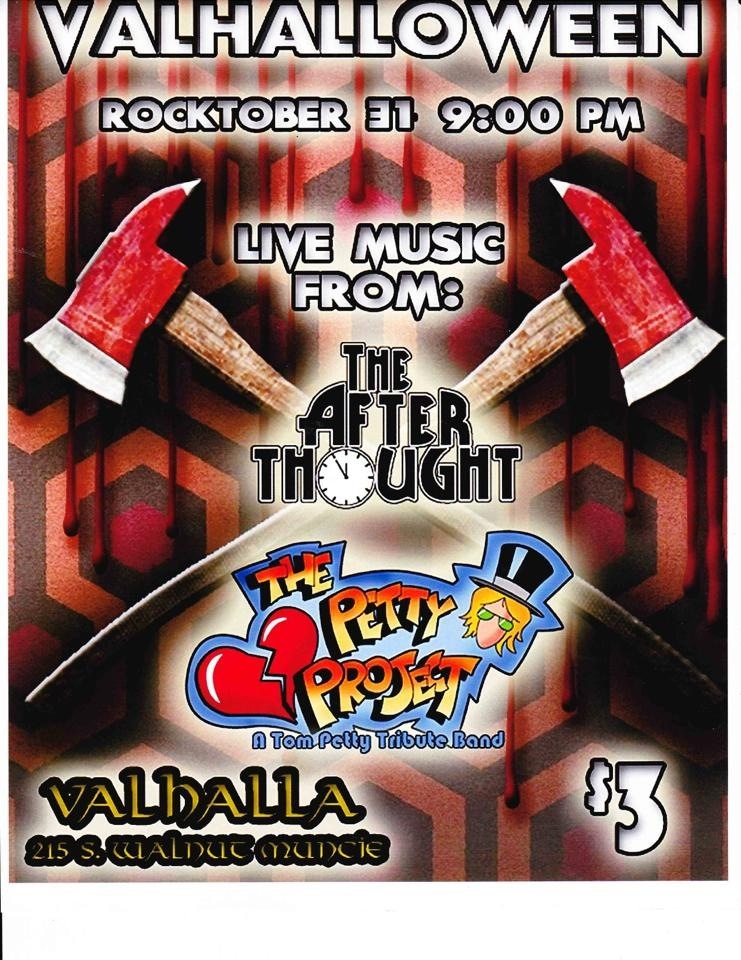 VALHALLOWEEN
ROCKTOBER 31 9:00 PM
LIVE MUSIC
FROM:
THE
AFTER
THOUGHT
THE
PETTY
PROJECT
A Tom Petty Tribute Band
VALHALLA
215 S. WALNUT MUNCIE
$3